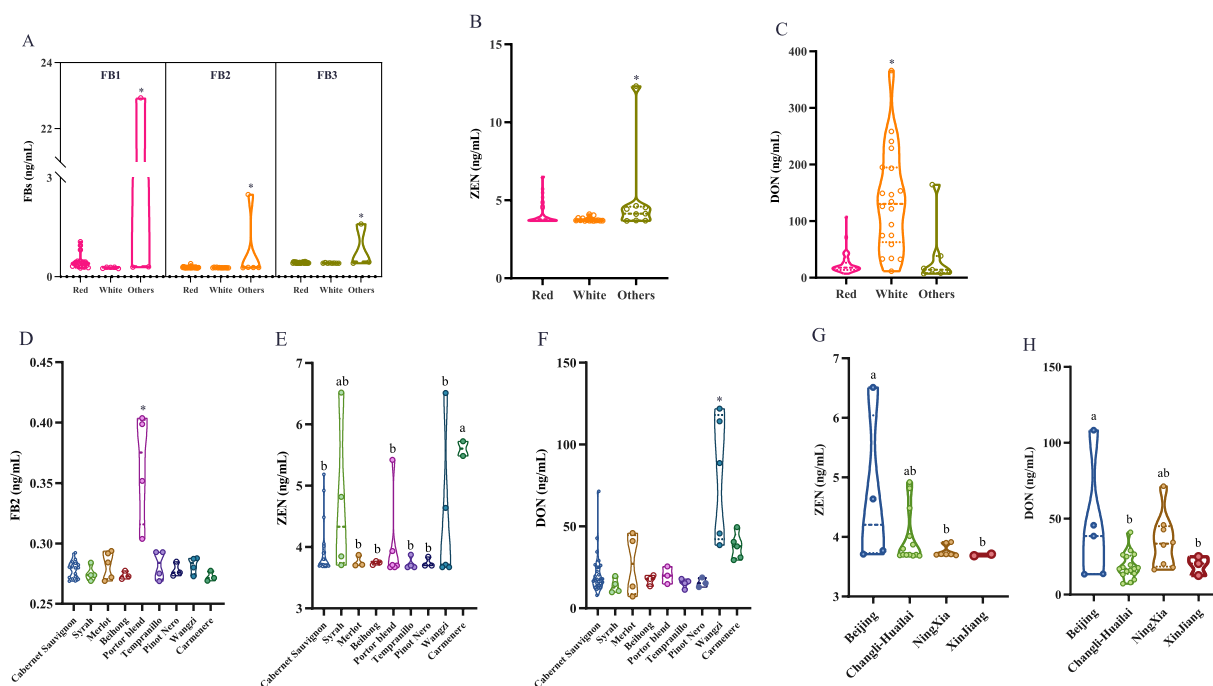 A
FB1
FB2
FB3
FBs (ng/mL)
24
22
3
0
*
*
*
Red
White
Others
Red
White
Others
Red
White
Others
B
ZEN (ng/mL)
15
10
5
0
*
Red
White
Others
C
DON (ng/mL)
400
300
200
100
0
*
Red
White
Others
D
FB2 (ng/mL)
0.45
0.40
0.35
0.30
0.25
*
Cabernet Sauvignon
Syrah
Merlot
Beihong
Portor blend
Tempranillo
Pinot Nero
Wangzi
Carmenere
E
ZEN (ng/mL)
7
6
5
4
3
b
ab
b
b
b
b
b
b
a
Cabernet Sauvignon
Syrah
Merlot
Beihong
Portor blend
Tempranillo
Pinot Nero
Wangzi
Carmenere
F
DON (ng/mL)
150
100
50
0
*
Cabernet Sauvignon
Syrah
Merlot
Beihong
Portor blend
Tempranillo
Pinot Nero
Wangzi
Carmenere
G
ZEN (ng/mL)
7
6
5
4
3
a
ab
b
b
Beijing
Changli-Huailai
NingXia
XinJiang
H
DON (ng/mL)
150
100
50
0
a
b
ab
b
Beijing
Changli-Huailai
NingXia
XinJiang